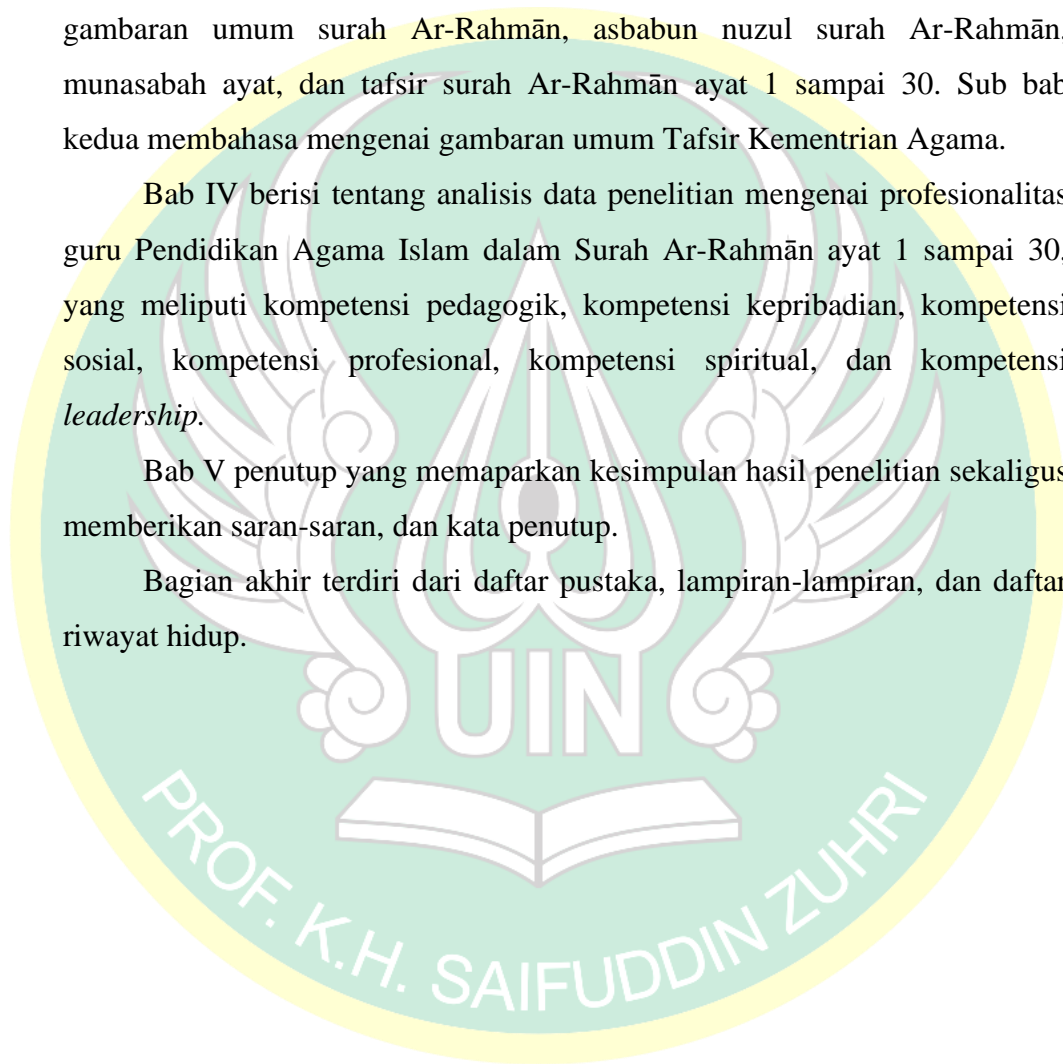 gambaran umum surah Ar-Rahmān, asbabun nuzul surah Ar-Rahmān,
munasabah ayat, dan tafsir surah Ar-Rahmān ayat 1 sampai 30. Sub bab
kedua membahasa mengenai gambaran umum Tafsir Kementrian Agama.
Bab IV berisi tentang analisis data penelitian mengenai profesionalitas
guru Pendidikan Agama Islam dalam Surah Ar-Rahmān ayat 1 sampai 30,
yang meliputi kompetensi pedagogik, kompetensi kepribadian, kompetensi
sosial, kompetensi profesional, kompetensi spiritual, dan kompetensi
leadership.
Bab V penutup yang memaparkan kesimpulan hasil penelitian sekaligus
memberikan saran-saran, dan kata penutup.
Bagian akhir terdiri dari daftar pustaka, lampiran-lampiran, dan daftar
riwayat hidup.
UIN
PROF. K.H. SAIFUDDIN ZUHRI